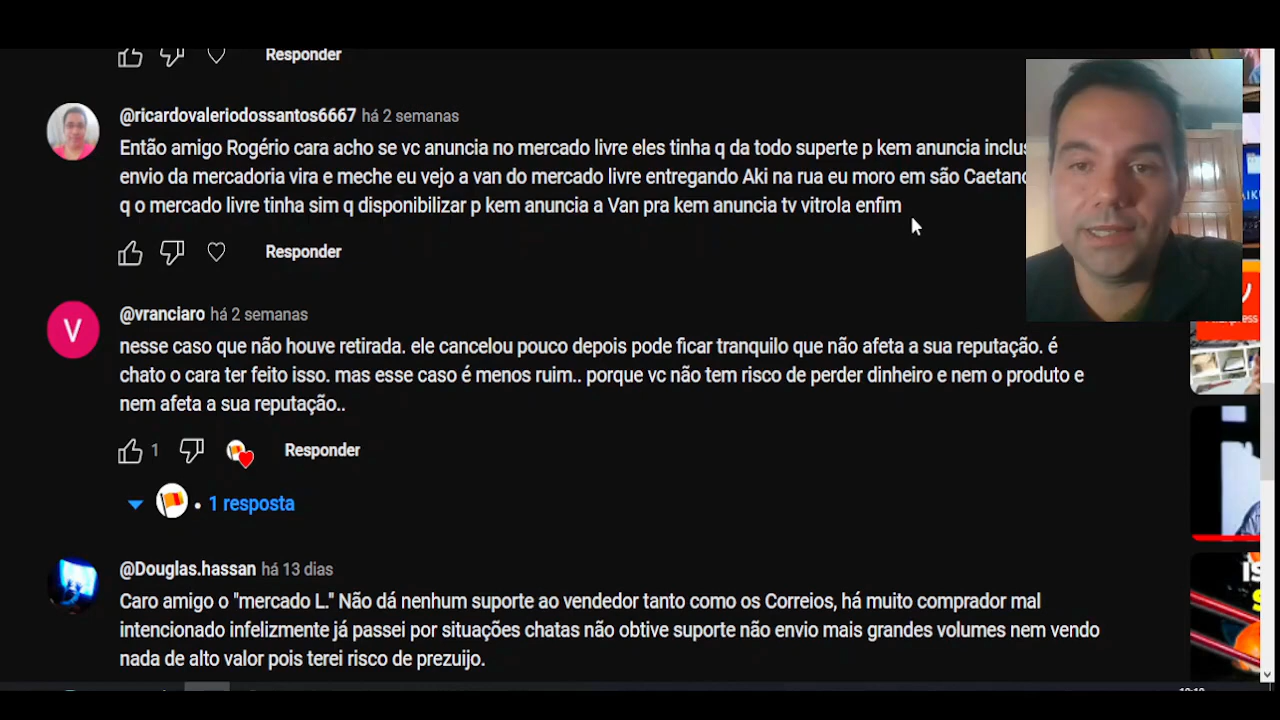 Responder
@ricardovaleriodossantos6667 há 2 semanas
Então amigo Rogério cara acho se vc anuncia no mercado livre eles tinha q da todo superte p kem anuncia inclus
envio da mercadoria vira e meche eu vejo a van do mercado livre entregando Aki na rua eu moro em são Caetano
q o mercado livre tinha sim q disponibilizar p kem anuncia a Van pra kem anuncia tv vitrola enfim
Responder
V
@vranciaro há 2 semanas
nesse caso que não houve retirada. ele cancelou pouco depois pode ficar tranquilo que não afeta a sua reputação. é
chato o cara ter feito isso. mas esse caso é menos ruim.. porque vc não tem risco de perder dinheiro e nem o produto e
nem afeta a sua reputação..
1
Responder
1 resposta
@Douglas.hassan há 13 dias
Caro amigo o "mercado L." Não dá nenhum suporte ao vendedor tanto como os Correios, há muito comprador mal
intencionado infelizmente já passei por situações chatas não obtive suporte não envio mais grandes volumes nem vendo
nada de alto valor pois terei risco de prezuijo.